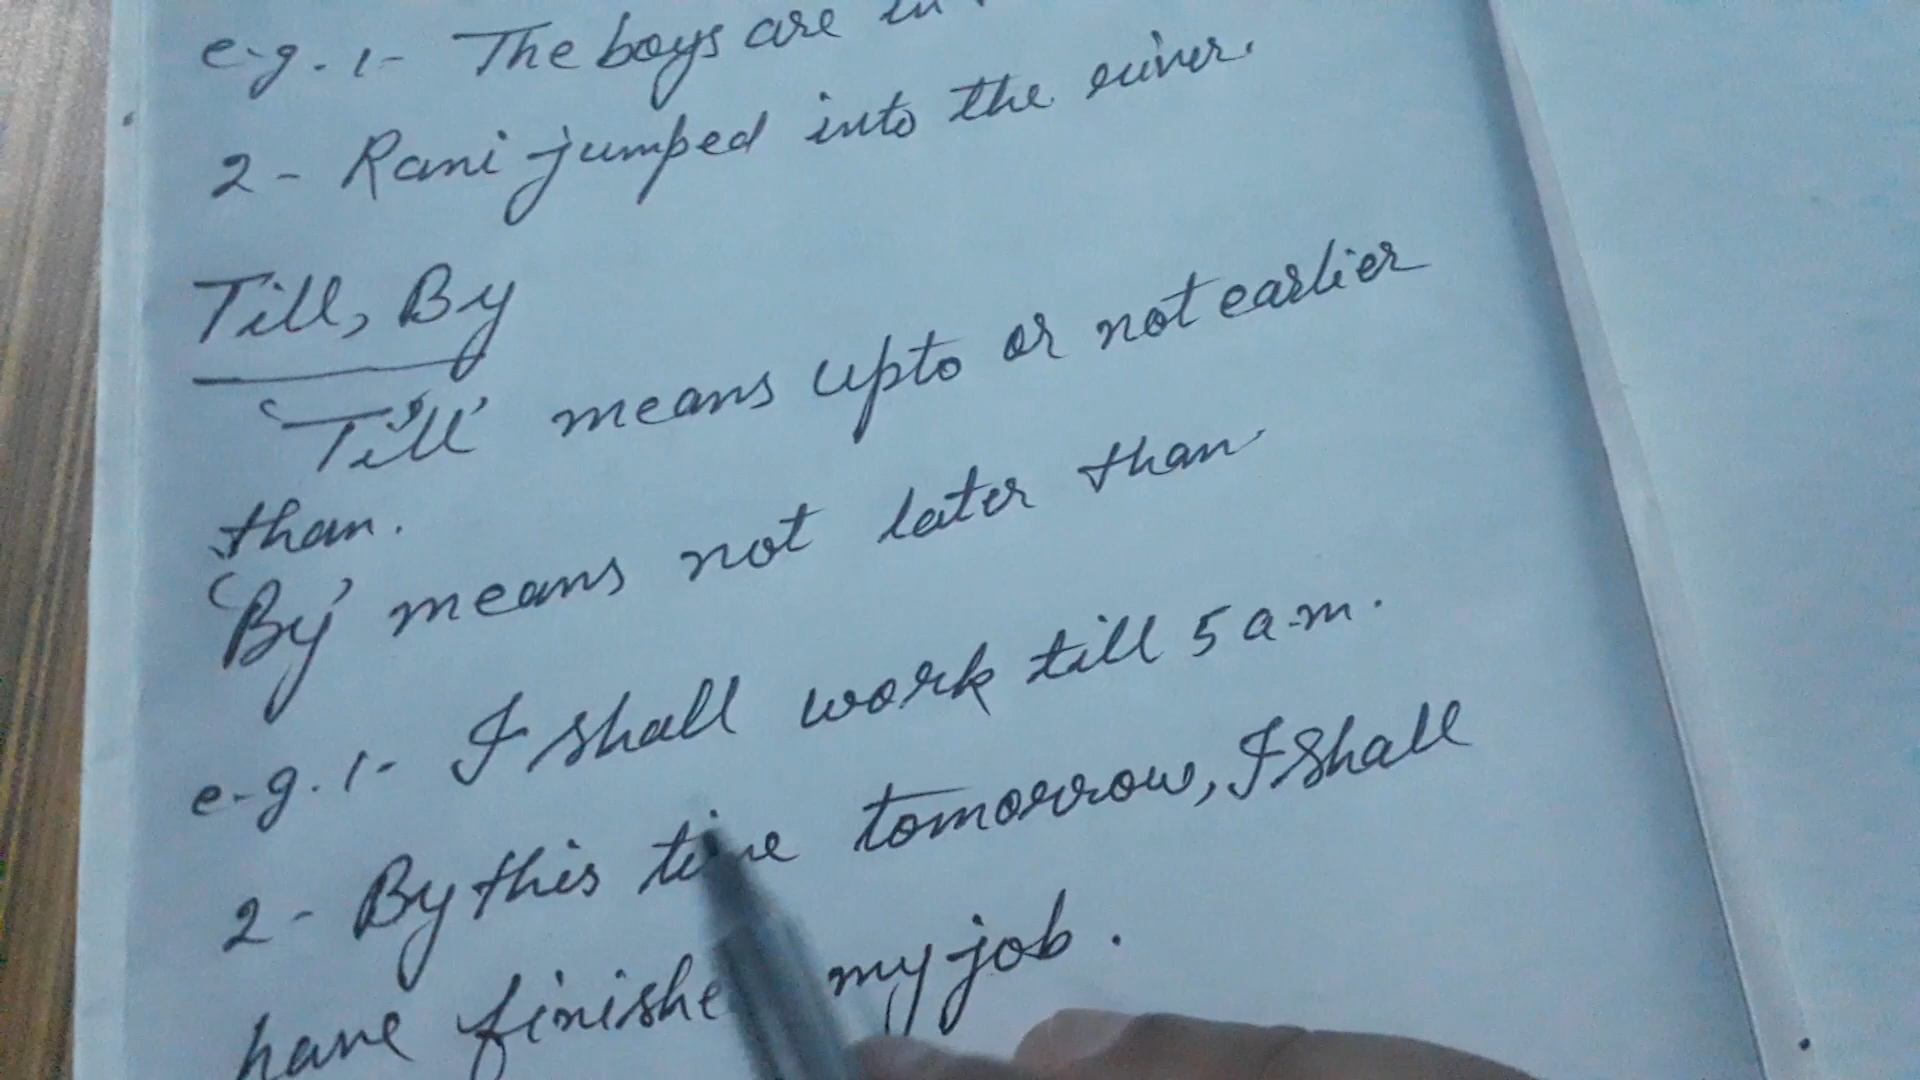 e.g. 1- The boys are in
2- Rani jumped into the river.
Till, By
'Till' means upto or not earlier
than.
'By' means not later than
e.g. 1- I shall work till 5 a.m.
2- By this time tomorrow, I shall
have finished my job.